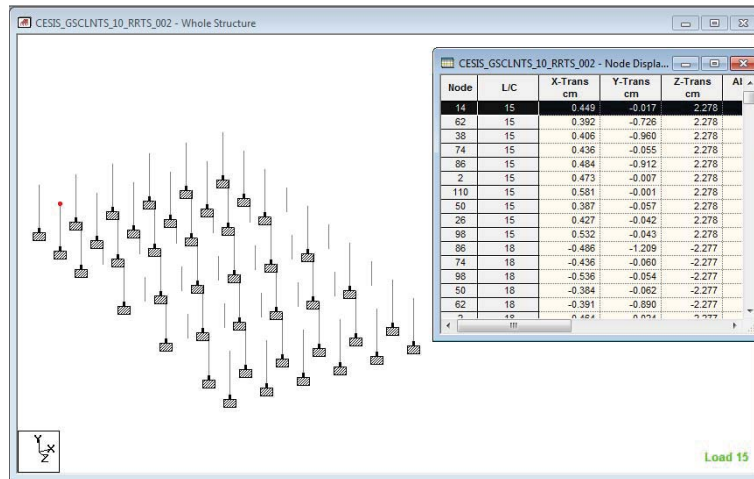 CESIS_GSCLNTS_10_RRTS_002 - Whole Structure
CESIS_GSCLNTS_10_RRTS_002 - Node Displa...
Node L/C X-Trans cm Y-Trans cm Z-Trans cm
14 15 0.449 -0.017 2.278
62 15 0.392 -0.726 2.278
38 15 0.406 -0.960 2.278
74 15 0.436 -0.055 2.278
86 15 0.484 -0.912 2.278
2 15 0.473 -0.007 2.278
110 15 0.581 -0.001 2.278
50 15 0.387 -0.057 2.278
26 15 0.427 -0.042 2.278
98 15 0.532 -0.043 2.278
86 18 -0.486 -1.209 -2.277
74 18 -0.436 -0.060 -2.277
98 18 -0.536 -0.054 -2.277
50 18 -0.384 -0.062 -2.277
62 18 -0.391 -0.890 -2.277
Y
X
Z
Load 15